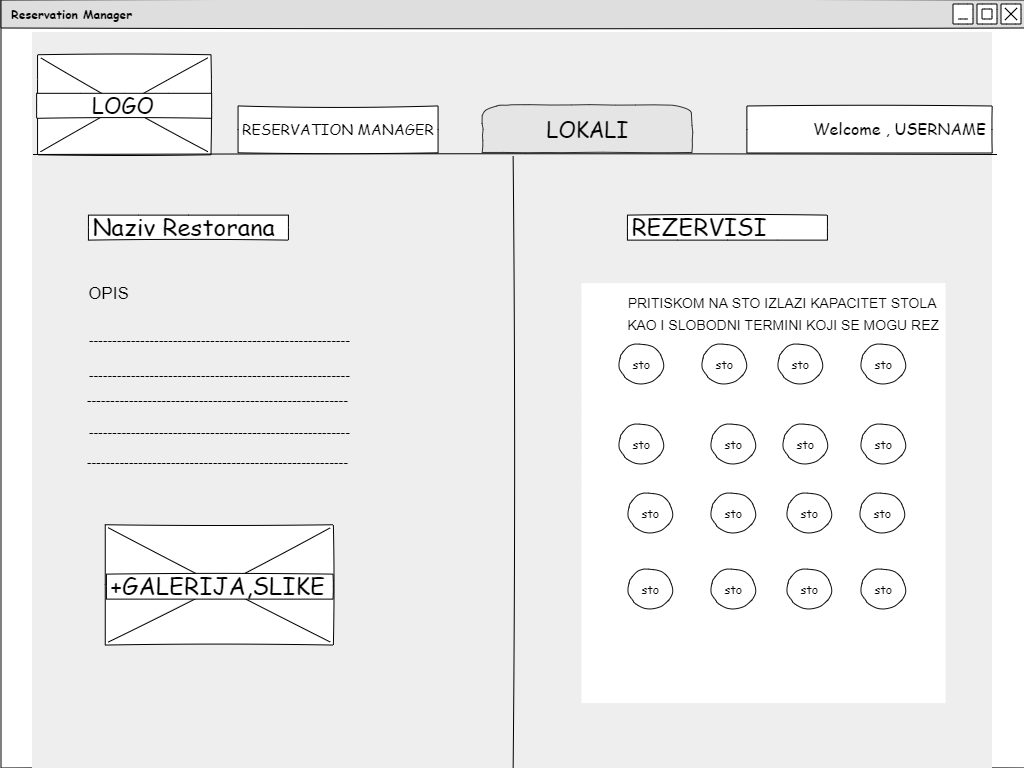 Reservation Manager
LOGO
RESERVATION MANAGER
LOKALI
Welcome , USERNAME
Naziv Restorana
OPIS
+GALERIJA,SLIKE
REZERVISI
PRITISKOM NA STO IZLAZI KAPACITET STOLA
KAO I SLOBODNI TERMINI KOJI SE MOGU REZ
sto sto sto sto
sto sto sto sto
sto sto sto sto
sto sto sto sto